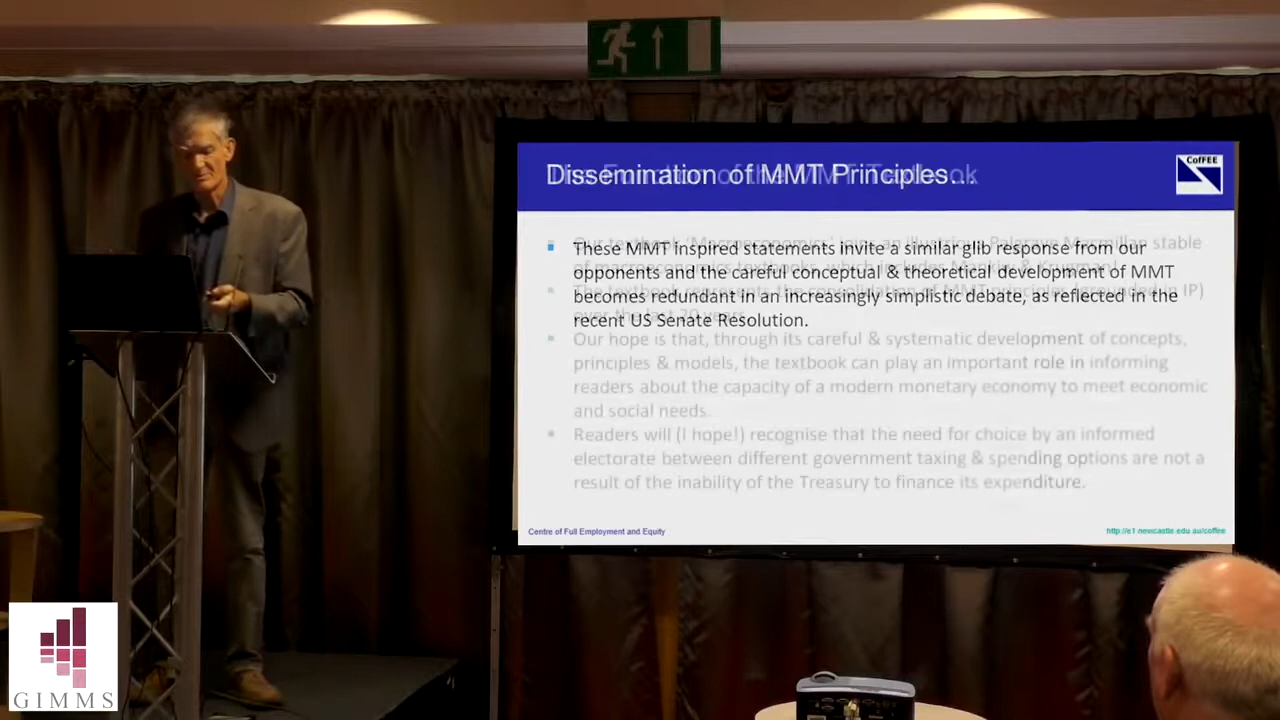 CofFEE
Dissemination of MMT Principles...
These MMT inspired statements invite a similar glib response from our
opponents and the careful conceptual & theoretical development of MMT
becomes redundant in an increasingly simplistic debate, as reflected in the
recent US Senate Resolution.
Our hope is that, through its careful & systematic development of concepts,
principles & models, the textbook can play an important role in informing
readers about the capacity of a modern monetary economy to meet economic
and social needs.
Readers will (I hope!) recognise that the need for choice by an informed
electorate between different government taxing & spending options are not a
result of the inability of the Treasury to finance its expenditure.
Centre of Full Employment and Equity
http://e1.newcastle.edu.au/coffee
GIMMS